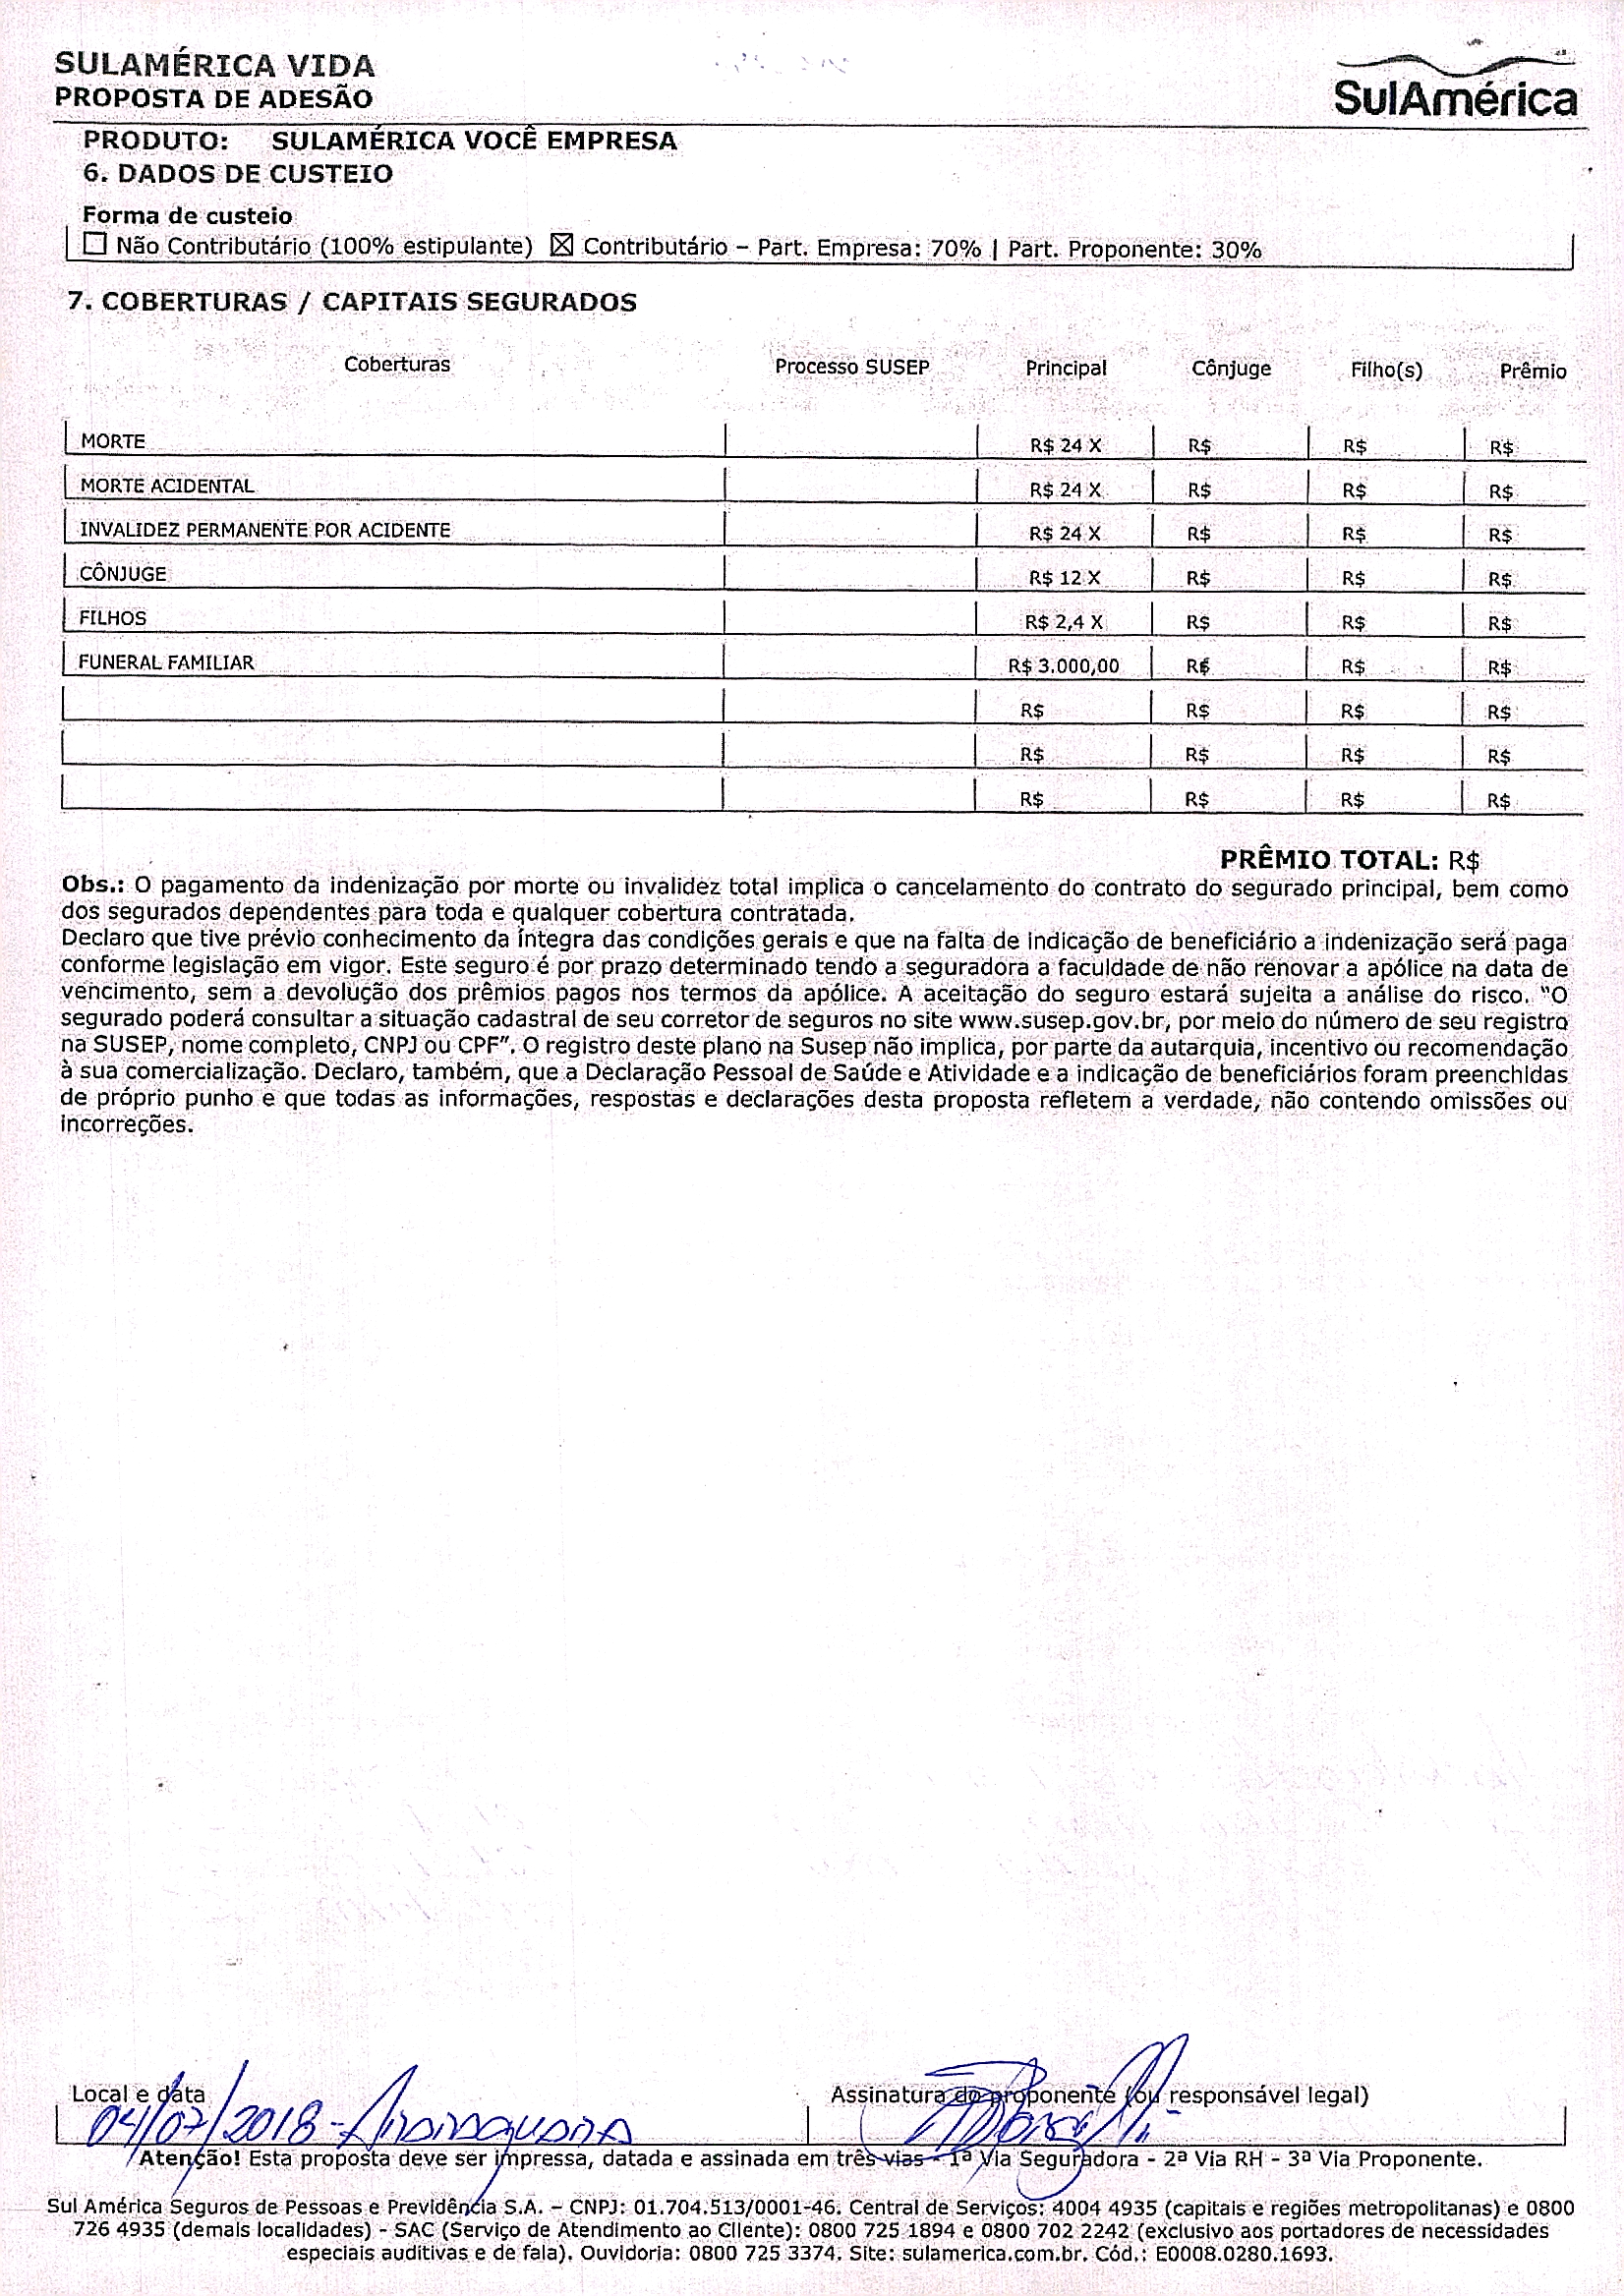 SULAMÉRICA VIDA
PROPOSTA DE ADESÃO
SulAmérica
PRODUTO: SULAMÉRICA VOCÊ EMPRESA
6. DADOS DE CUSTEIO
Forma de custeio
☐ Não Contributário (100% estipulante) ☒ Contributário – Part. Empresa: 70% | Part. Proponente: 30%
7. COBERTURAS / CAPITAIS SEGURADOS
Coberturas Processo SUSEP Principal Cônjuge Filho(s) Prêmio
MORTE R$ 24 X R$ R$ R$
MORTE ACIDENTAL R$ 24 X R$ R$ R$
INVALIDEZ PERMANENTE POR ACIDENTE R$ 24 X R$ R$ R$
CÔNJUGE R$ 12 X R$ R$ R$
FILHOS R$ 2,4 X R$ R$ R$
FUNERAL FAMILIAR R$ 3.000,00 R$ R$ R$
R$ R$ R$ R$
R$ R$ R$ R$
R$ R$ R$ R$
PRÊMIO TOTAL: R$
Obs.: O pagamento da indenização por morte ou invalidez total implica o cancelamento do contrato do segurado principal, bem como
dos segurados dependentes para toda e qualquer cobertura contratada.
Declaro que tive prévio conhecimento da íntegra das condições gerais e que na falta de indicação de beneficiário a indenização será paga
conforme legislação em vigor. Este seguro é por prazo determinado tendo a seguradora a faculdade de não renovar a apólice na data de
vencimento, sem a devolução dos prêmios pagos nos termos da apólice. A aceitação do seguro estará sujeita a análise do risco. "O
segurado poderá consultar a situação cadastral de seu corretor de seguros no site www.susep.gov.br, por meio do número de seu registro
na SUSEP, nome completo, CNPJ ou CPF". O registro deste plano na Susep não implica, por parte da autarquia, incentivo ou recomendação
à sua comercialização. Declaro, também, que a Declaração Pessoal de Saúde e Atividade e a indicação de beneficiários foram preenchidas
de próprio punho e que todas as informações, respostas e declarações desta proposta refletem a verdade, não contendo omissões ou
incorreções.
Local e data Assinatura do proponente (ou responsável legal)
04/07/2018 - Araraquara
Atenção! Esta proposta deve ser impressa, datada e assinada em três vias - 1ª Via Seguradora - 2ª Via RH - 3ª Via Proponente.
Sul América Seguros de Pessoas e Previdência S.A. – CNPJ: 01.704.513/0001-46. Central de Serviços: 4004 4935 (capitais e regiões metropolitanas) e 0800
726 4935 (demais localidades) - SAC (Serviço de Atendimento ao Cliente): 0800 725 1894 e 0800 702 2242 (exclusivo aos portadores de necessidades
especiais auditivas e de fala). Ouvidoria: 0800 725 3374. Site: sulamerica.com.br. Cód.: E0008.0280.1693.